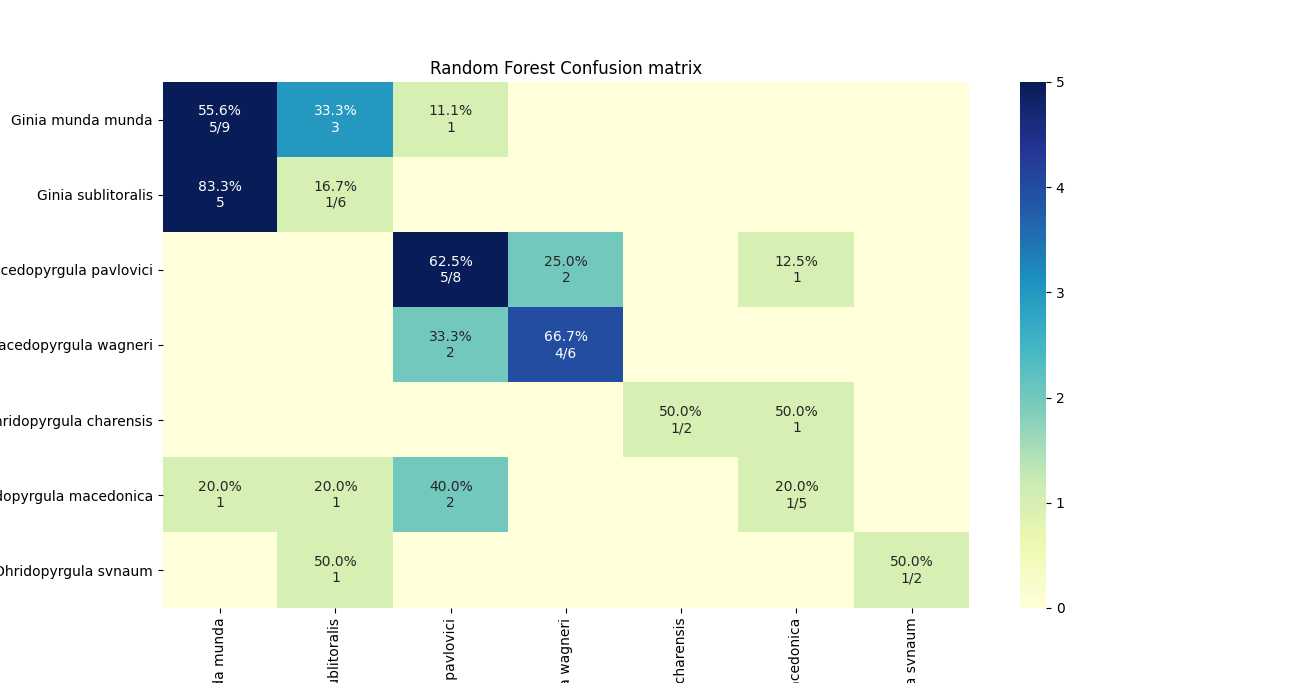 Random Forest Confusion matrix
Ginia munda munda
55.6%
5/9
33.3%
3
11.1%
1
Ginia sublitoralis
83.3%
5
16.7%
1/6
cedopyrgula pavlovici
62.5%
5/8
25.0%
2
12.5%
1
acedopyrgula wagneri
33.3%
2
66.7%
4/6
ridopyrgula charensis
50.0%
1/2
50.0%
1
dopyrgula macedonica
20.0%
1
20.0%
1
40.0%
2
20.0%
1/5
Ohridopyrgula svnaum
50.0%
1
50.0%
1/2
da munda
ublitoralis
pavlovici
a wagneri
charensis
cedonica
a svnaum
5
4
3
2
1
0